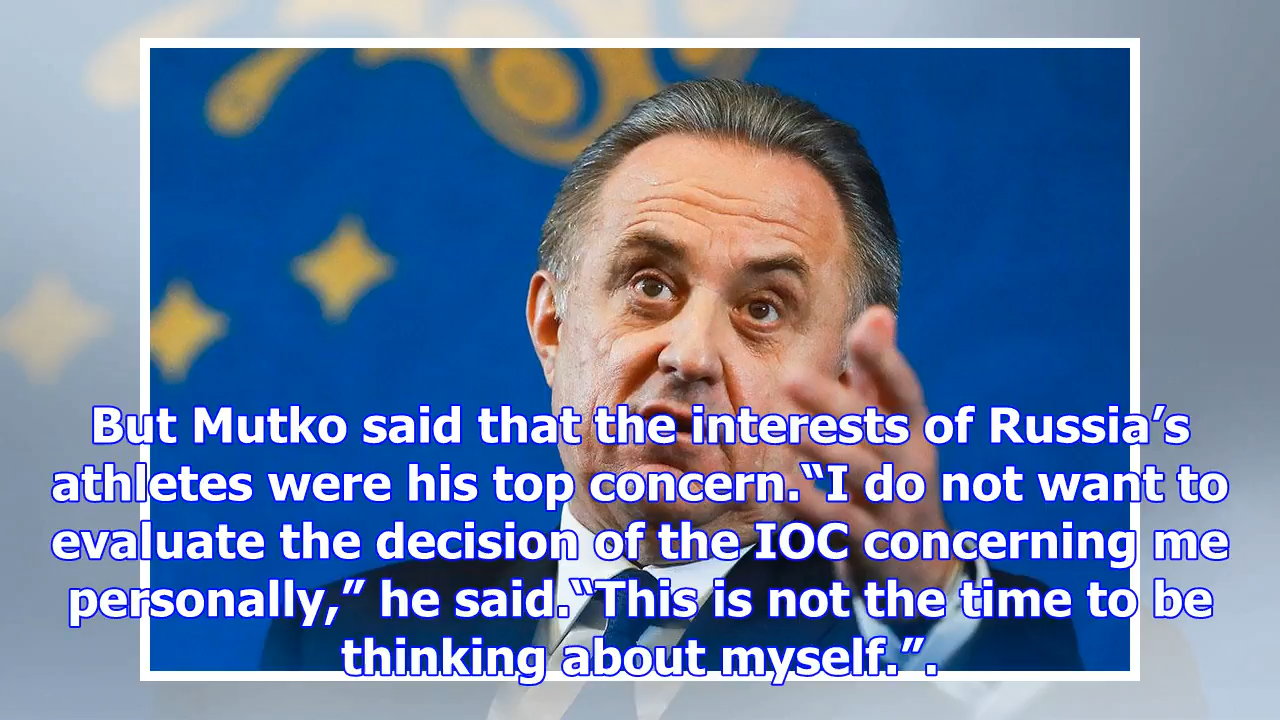 But Mutko said that the interests of Russia’s
athletes were his top concern.“I do not want to
evaluate the decision of the IOC concerning me
personally,” he said.“This is not the time to be
thinking about myself.”.